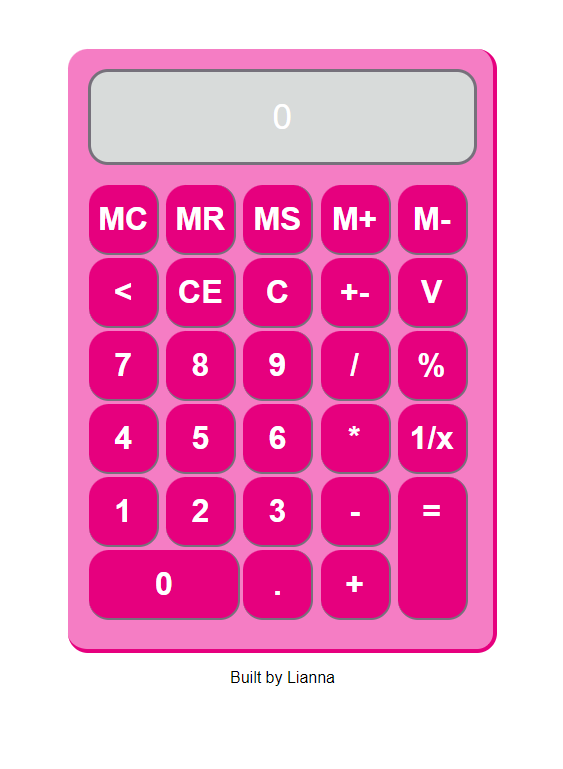 0
MC MR MS M+ M-
< CE C +- V
7 8 9 / %
4 5 6 * 1/x
1 2 3 - =
0 . +
Built by Lianna